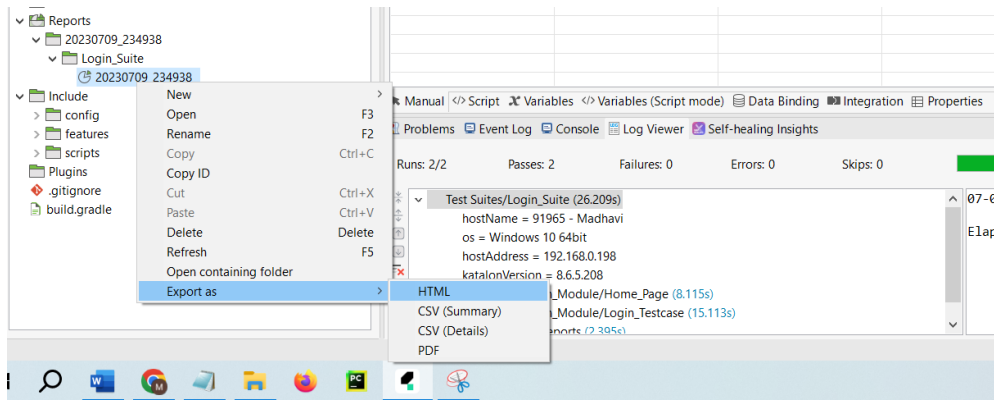 Reports
20230709_234938
Login_Suite
20230709_234938
Include
config
features
scripts
Plugins
.gitignore
build.gradle
New
Open F3
Rename F2
Copy Ctrl+C
Copy ID
Cut Ctrl+X
Paste Ctrl+V
Delete Delete
Refresh F5
Open containing folder
Export as
HTML
CSV (Summary)
CSV (Details)
PDF
Manual Script Variables Variables (Script mode) Data Binding Integration Properties
Problems Event Log Console Log Viewer Self-healing Insights
Runs: 2/2 Passes: 2 Failures: 0 Errors: 0 Skips: 0
Test Suites/Login_Suite (26.209s)
hostName = 91965 - Madhavi
os = Windows 10 64bit
hostAddress = 192.168.0.198
katalonVersion = 8.6.5.208
_Module/Home_Page (8.115s)
_Module/Login_Testcase (15.113s)
ports (2.395s)
07-0
Elap
W
M
PC